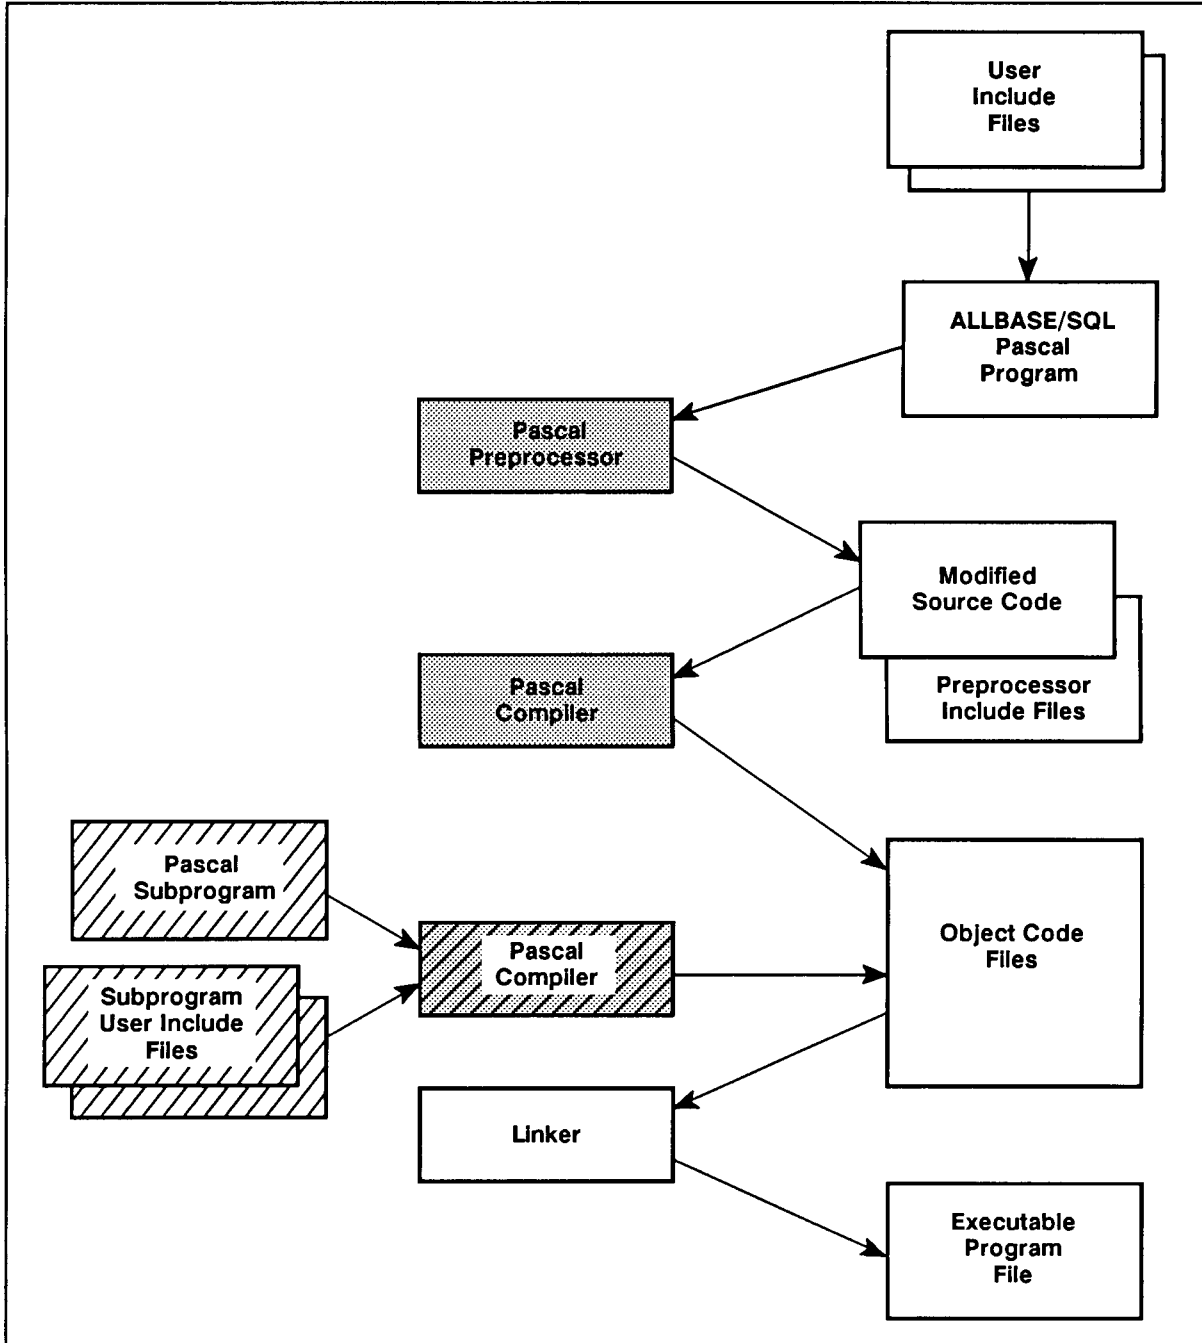 User
Include
Files
ALLBASE/SQL
Pascal
Program
Pascal
Preprocessor
Modified
Source Code
Preprocessor
Include Files
Pascal
Compiler
Pascal
Subprogram
Subprogram
User Include
Files
Pascal
Compiler
Object Code
Files
Linker
Executable
Program
File